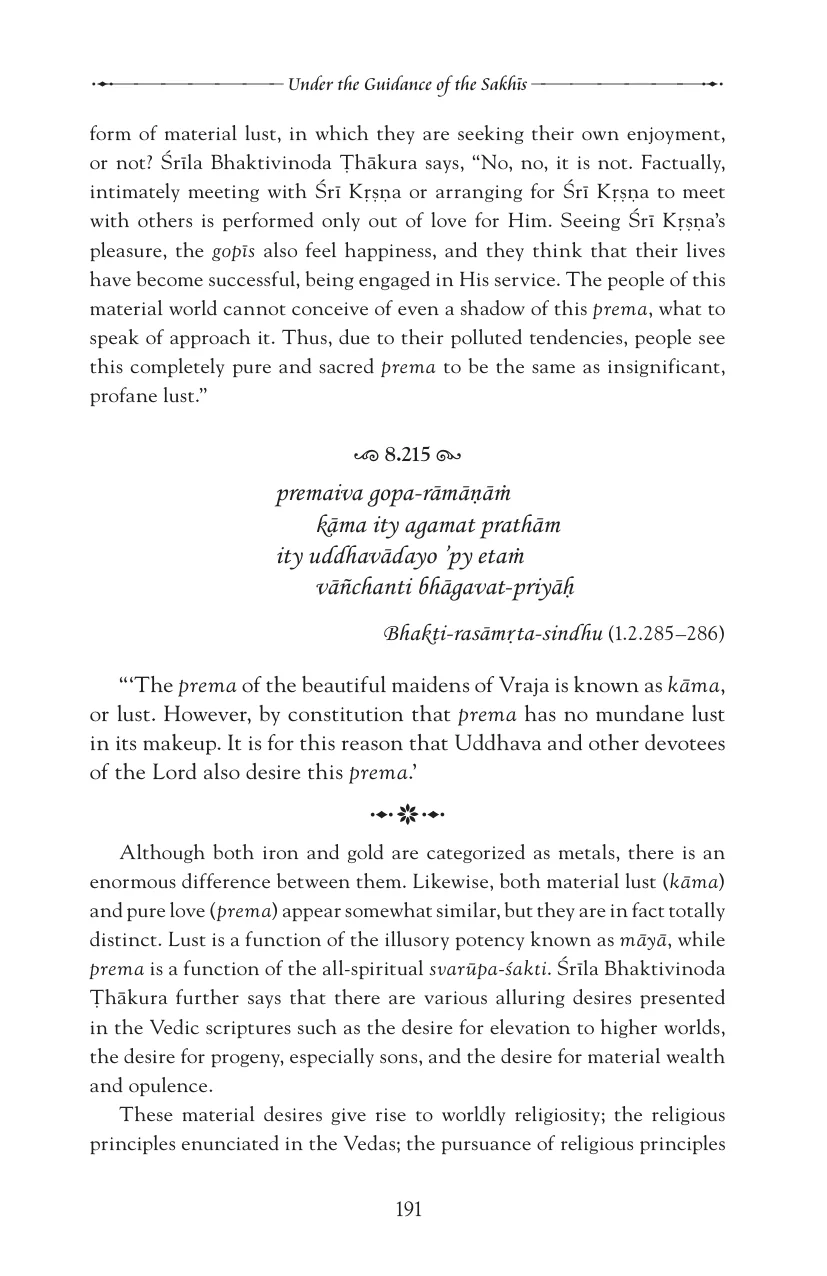 Under the Guidance of the Sakhīs
form of material lust, in which they are seeking their own enjoyment,
or not? Śrīla Bhaktivinoda Ṭhākura says, “No, no, it is not. Factually,
intimately meeting with Śrī Kṛṣṇa or arranging for Śrī Kṛṣṇa to meet
with others is performed only out of love for Him. Seeing Śrī Kṛṣṇa’s
pleasure, the gopīs also feel happiness, and they think that their lives
have become successful, being engaged in His service. The people of this
material world cannot conceive of even a shadow of this prema, what to
speak of approach it. Thus, due to their polluted tendencies, people see
this completely pure and sacred prema to be the same as insignificant,
profane lust.”
8.215
premaiva gopa-rāmāṇāṁ
kāma ity agamat prathām
ity uddhavādayo ’py etaṁ
vāñchanti bhāgavat-priyāḥ
Bhakṭi-rasāmṛta-sindhu (1.2.285–286)
“‘The prema of the beautiful maidens of Vraja is known as kāma,
or lust. However, by constitution that prema has no mundane lust
in its makeup. It is for this reason that Uddhava and other devotees
of the Lord also desire this prema.’
Although both iron and gold are categorized as metals, there is an
enormous difference between them. Likewise, both material lust (kāma)
and pure love (prema) appear somewhat similar, but they are in fact totally
distinct. Lust is a function of the illusory potency known as māyā, while
prema is a function of the all-spiritual svarūpa-śakti. Śrīla Bhaktivinoda
Ṭhākura further says that there are various alluring desires presented
in the Vedic scriptures such as the desire for elevation to higher worlds,
the desire for progeny, especially sons, and the desire for material wealth
and opulence.
These material desires give rise to worldly religiosity; the religious
principles enunciated in the Vedas; the pursuance of religious principles
191